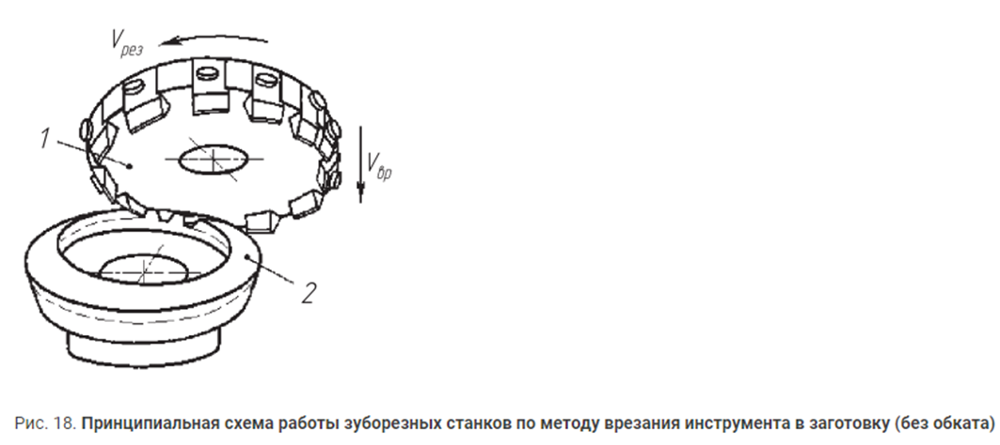 Vрез
1
Vвр
2
Рис. 18. Принципиальная схема работы зуборезных станков по методу врезания инструмента в заготовку (без обката)